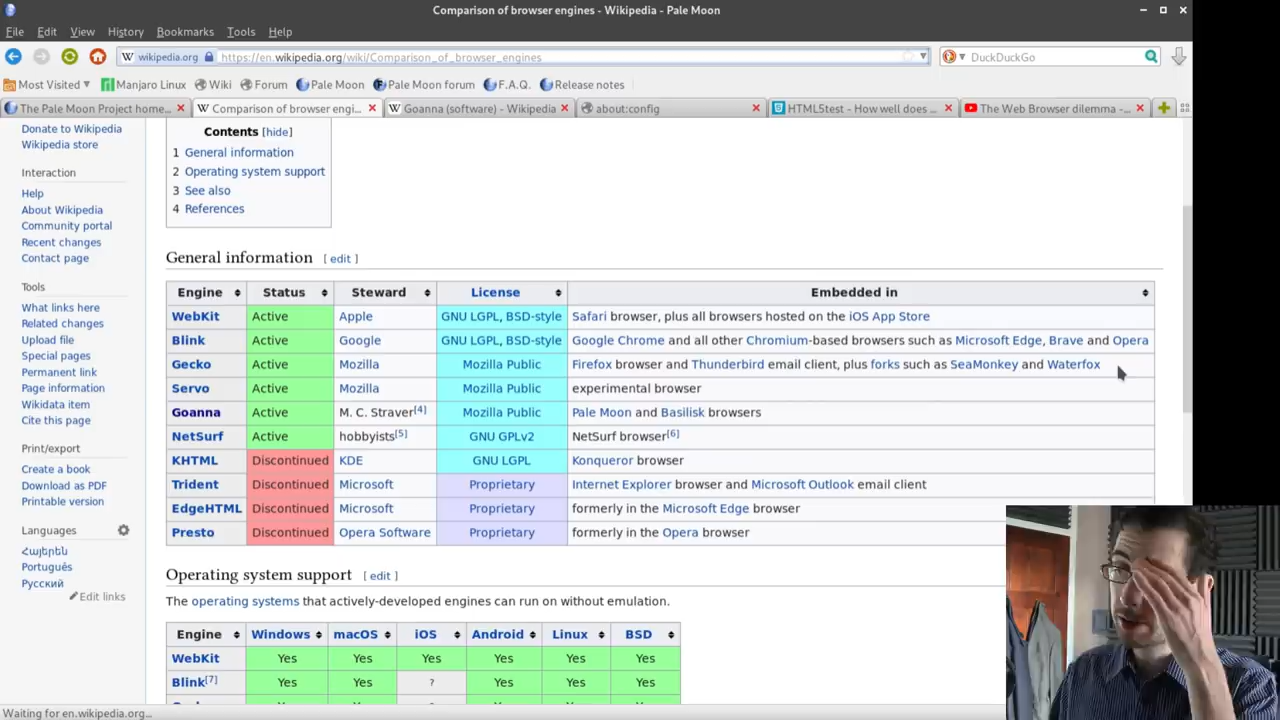 Comparison of browser engines - Wikipedia - Pale Moon
File Edit View History Bookmarks Tools Help
W wikipedia.org https://en.wikipedia.org/wiki/Comparison_of_browser_engines DuckDuckGo
Most Visited Manjaro Linux Wiki Forum Pale Moon Pale Moon forum F.A.Q. Release notes
The Pale Moon Project home... W Comparison of browser engi... W Goanna (software) - Wikipedia about:config HTML5test - How well does ... The Web Browser dilemma -...
Donate to Wikipedia
Wikipedia store
Interaction
Help
About Wikipedia
Community portal
Recent changes
Contact page
Tools
What links here
Related changes
Upload file
Special pages
Permanent link
Page information
Wikidata item
Cite this page
Print/export
Create a book
Download as PDF
Printable version
Languages
Հայերեն
Português
Русский
Edit links
Contents [hide]
1 General information
2 Operating system support
3 See also
4 References
General information [ edit ]
Engine Status Steward License Embedded in
WebKit Active Apple GNU LGPL, BSD-style Safari browser, plus all browsers hosted on the iOS App Store
Blink Active Google GNU LGPL, BSD-style Google Chrome and all other Chromium-based browsers such as Microsoft Edge, Brave and Opera
Gecko Active Mozilla Mozilla Public Firefox browser and Thunderbird email client, plus forks such as SeaMonkey and Waterfox
Servo Active Mozilla Mozilla Public experimental browser
Goanna Active M. C. Straver[4] Mozilla Public Pale Moon and Basilisk browsers
NetSurf Active hobbyists[5] GNU GPLv2 NetSurf browser[6]
KHTML Discontinued KDE GNU LGPL Konqueror browser
Trident Discontinued Microsoft Proprietary Internet Explorer browser and Microsoft Outlook email client
EdgeHTML Discontinued Microsoft Proprietary formerly in the Microsoft Edge browser
Presto Discontinued Opera Software Proprietary formerly in the Opera browser
Operating system support [ edit ]
The operating systems that actively-developed engines can run on without emulation.
Engine Windows macOS iOS Android Linux BSD
WebKit Yes Yes Yes Yes Yes Yes
Blink[7] Yes Yes ? Yes Yes Yes
Waiting for en.wikipedia.org...